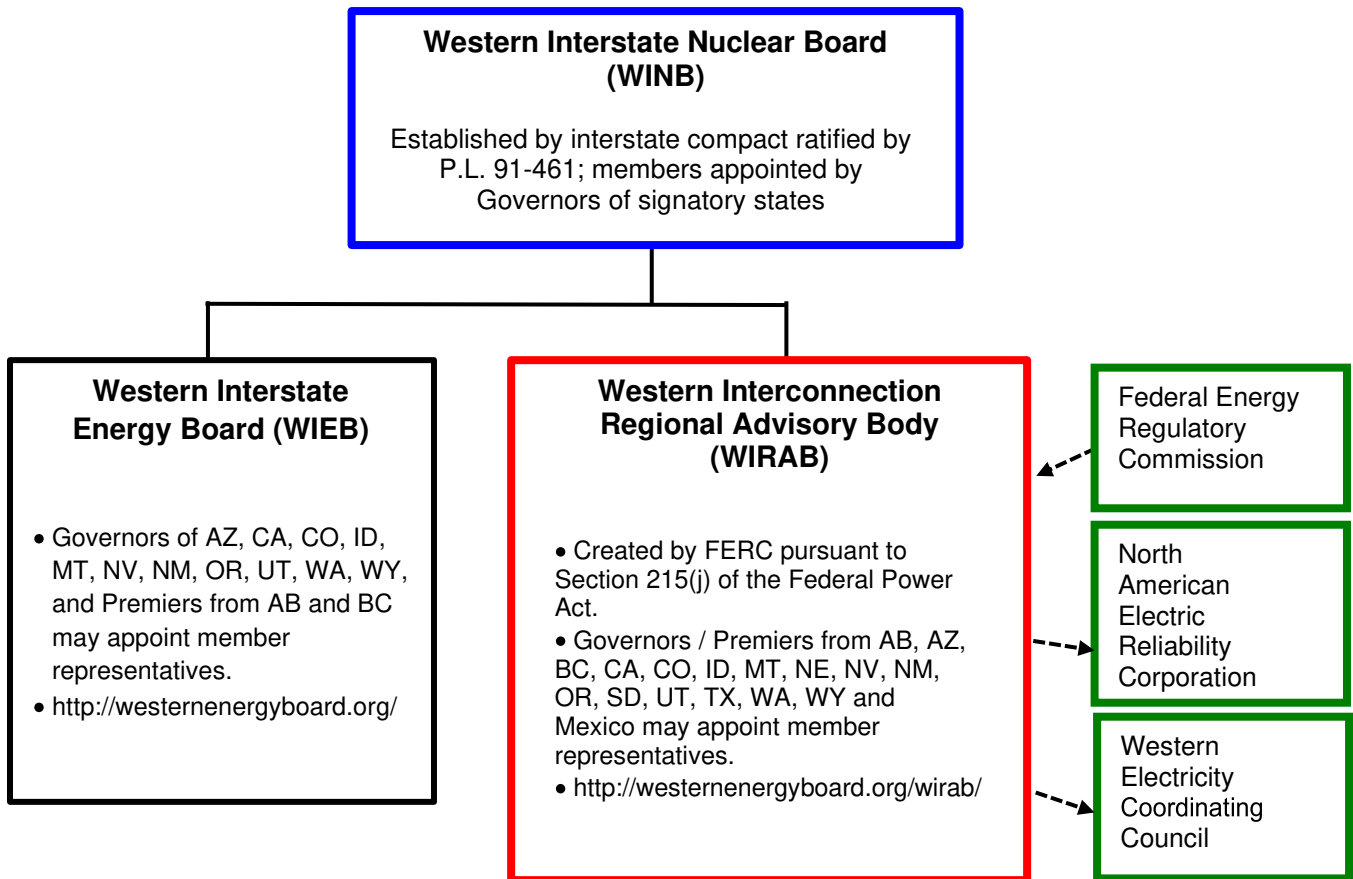 Western Interstate Nuclear Board
(WINB)
Established by interstate compact ratified by
P.L. 91-461; members appointed by
Governors of signatory states
Western Interstate
Energy Board (WIEB)
• Governors of AZ, CA, CO, ID,
MT, NV, NM, OR, UT, WA, WY,
and Premiers from AB and BC
may appoint member
representatives.
• http://westernenergyboard.org/
Western Interconnection
Regional Advisory Body
(WIRAB)
• Created by FERC pursuant to
Section 215(j) of the Federal Power
Act.
• Governors / Premiers from AB, AZ,
BC, CA, CO, ID, MT, NE, NV, NM,
OR, SD, UT, TX, WA, WY and
Mexico may appoint member
representatives.
• http://westernenergyboard.org/wirab/
Federal Energy
Regulatory
Commission
North
American
Electric
Reliability
Corporation
Western
Electricity
Coordinating
Council